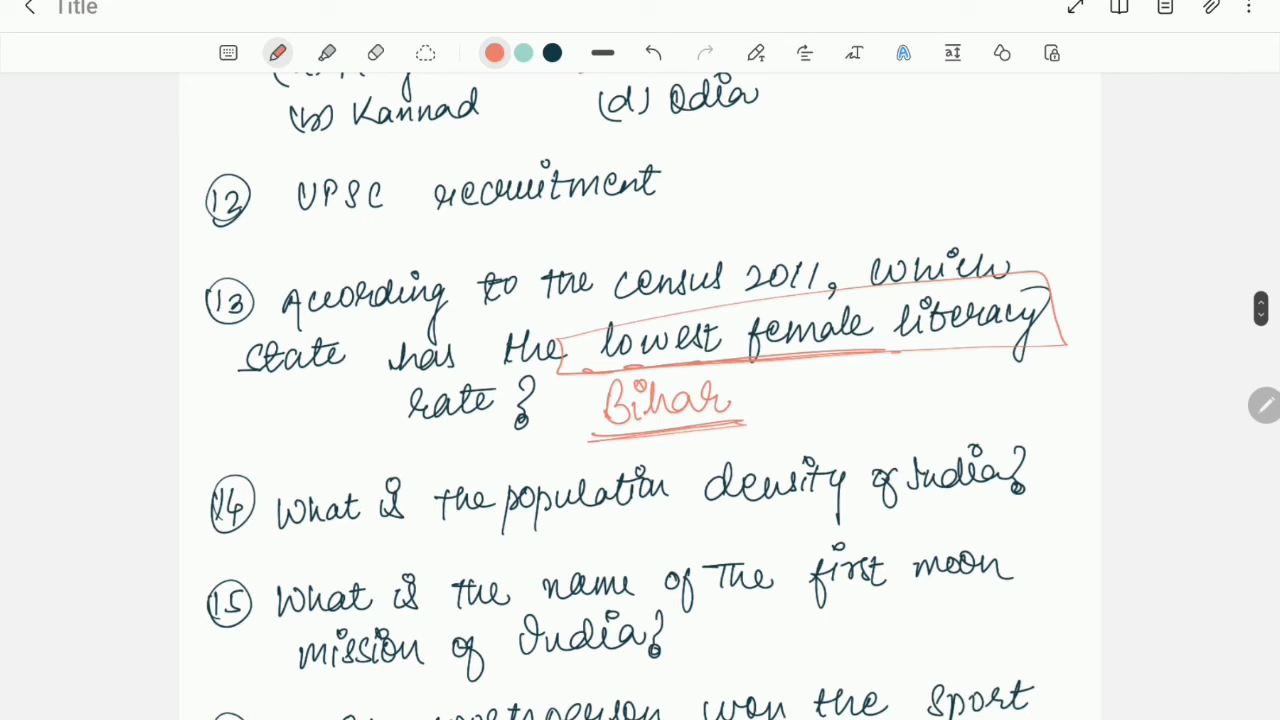 Title
(b) Kannad (d) Odia
12 UPSC recruitment
13 According to the census 2011, which
state has the lowest female literacy
rate? Bihar
14 What is the population density of India?
15 What is the name of The first moon
mission of India?
won the sport